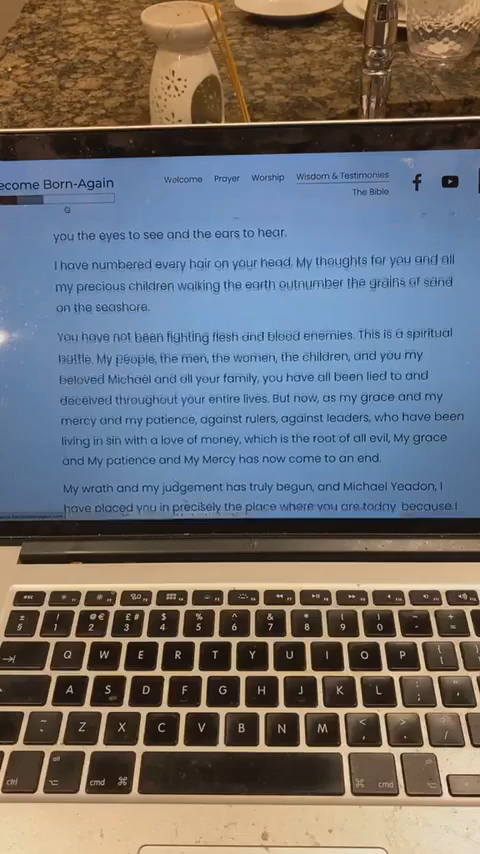 ecome Born-Again
Welcome Prayer Worship Wisdom & Testimonies
The Bible
you the eyes to see and the ears to hear.
I have numbered every hair on your head. My thoughts for you and all
my precious children walking the earth outnumber the grains of sand
on the seashore.
You have not been fighting flesh and blood enemies. This is a spiritual
battle. My people, the men, the women, the children, and you my
beloved Michael and all your family, you have all been lied to and
deceived throughout your entire lives. But now, as my grace and my
mercy and my patience, against rulers, against leaders, who have been
living in sin with a love of money, which is the root of all evil, My grace
and My patience and My Mercy has now come to an end.
My wrath and my judgement has truly begun, and Michael Yeadon, I
have placed you in precisely the place where you are today because I
esc F1 F2 F3 F4 F5 F6 F7 F8 F9
± § ! 1 @ € 2 £ # 3 $ 4 % 5 ^ 6 & 7 * 8 ( 9 ) 0 _ - + =
Q W E R T Y U I O P { [
A S D F G H J K L : ; " '
~ ` Z X C V B N M < , > . ? /
ctrl alt cmd ⌘ ⌘ cmd